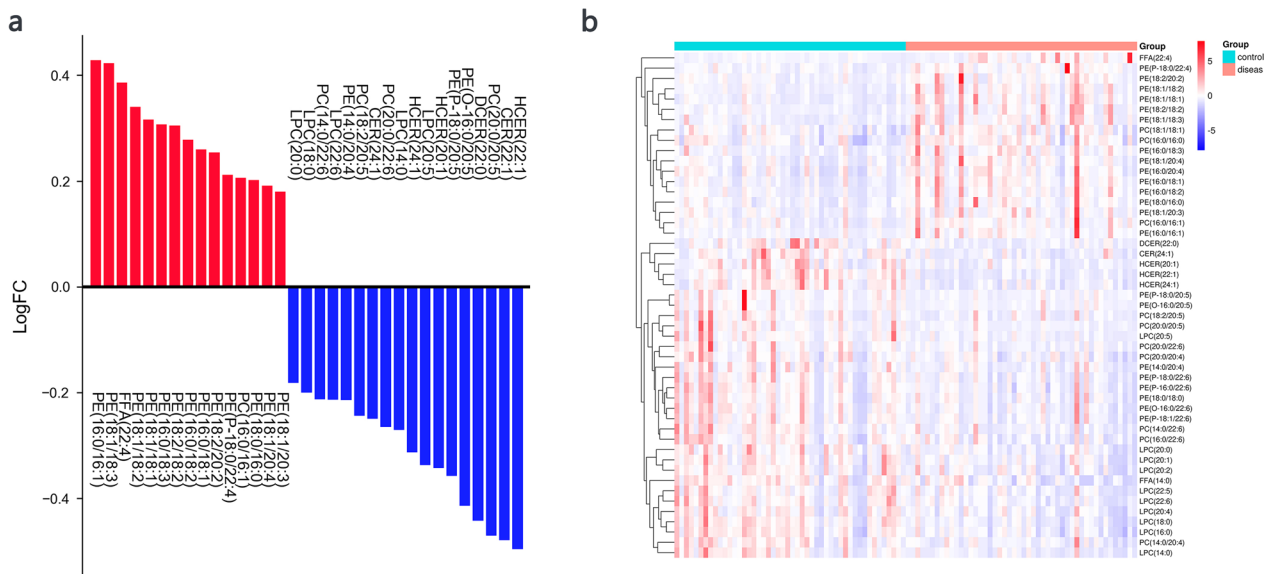 a
b
LogFC
0.4
0.2
0.0
−0.2
−0.4
LPC(20:0)
LPC(18:0)
PC(14:0/22:6)
LPC(22:6)
PE(14:0/20:4)
PC(18:2/20:5)
CER(24:1)
PC(20:0/22:6)
LPC(14:0)
HCER(24:1)
LPC(20:5)
HCER(20:1)
PE(P-18:0/20:5)
PE(O-16:0/20:5)
DCER(22:0)
PC(20:0/20:5)
CER(22:1)
HCER(22:1)
PE(18:0/16:1)
PE(18:1/18:3)
FFA(22:4)
PE(18:1/18:2)
PE(18:1/18:1)
PE(16:0/18:3)
PE(18:2/18:2)
PE(16:0/18:2)
PE(16:0/18:1)
PE(18:2/20:2)
PE(P-18:0/22:4)
PC(16:0/16:1)
PE(18:0/16:0)
PE(18:1/20:4)
PE(18:1/20:3)
Group
FFA(22:4)
PE(P-18:0/22:4)
PE(18:2/20:2)
PE(18:1/18:2)
PE(18:1/18:1)
PE(18:2/18:2)
PE(18:1/18:3)
PC(18:1/18:1)
PC(16:0/16:0)
PE(16:0/18:3)
PE(18:1/20:4)
PE(16:0/20:4)
PE(16:0/18:1)
PE(16:0/18:2)
PE(18:0/16:0)
PE(18:1/20:3)
PC(16:0/16:1)
PE(16:0/16:1)
DCER(22:0)
CER(24:1)
HCER(20:1)
HCER(22:1)
HCER(24:1)
PE(P-18:0/20:5)
PE(O-16:0/20:5)
PC(18:2/20:5)
PC(20:0/20:5)
LPC(20:5)
PC(20:0/22:6)
PC(20:0/20:4)
PE(14:0/20:4)
PE(P-18:0/22:6)
PE(P-16:0/22:6)
PE(18:0/18:0)
PE(O-16:0/22:6)
PE(P-18:1/22:6)
PC(14:0/22:6)
PC(16:0/22:6)
LPC(20:0)
LPC(20:1)
LPC(20:2)
FFA(14:0)
LPC(22:5)
LPC(22:6)
LPC(20:4)
LPC(18:0)
LPC(16:0)
PC(14:0/20:4)
LPC(14:0)
5
0
-5
Group
control
diseas